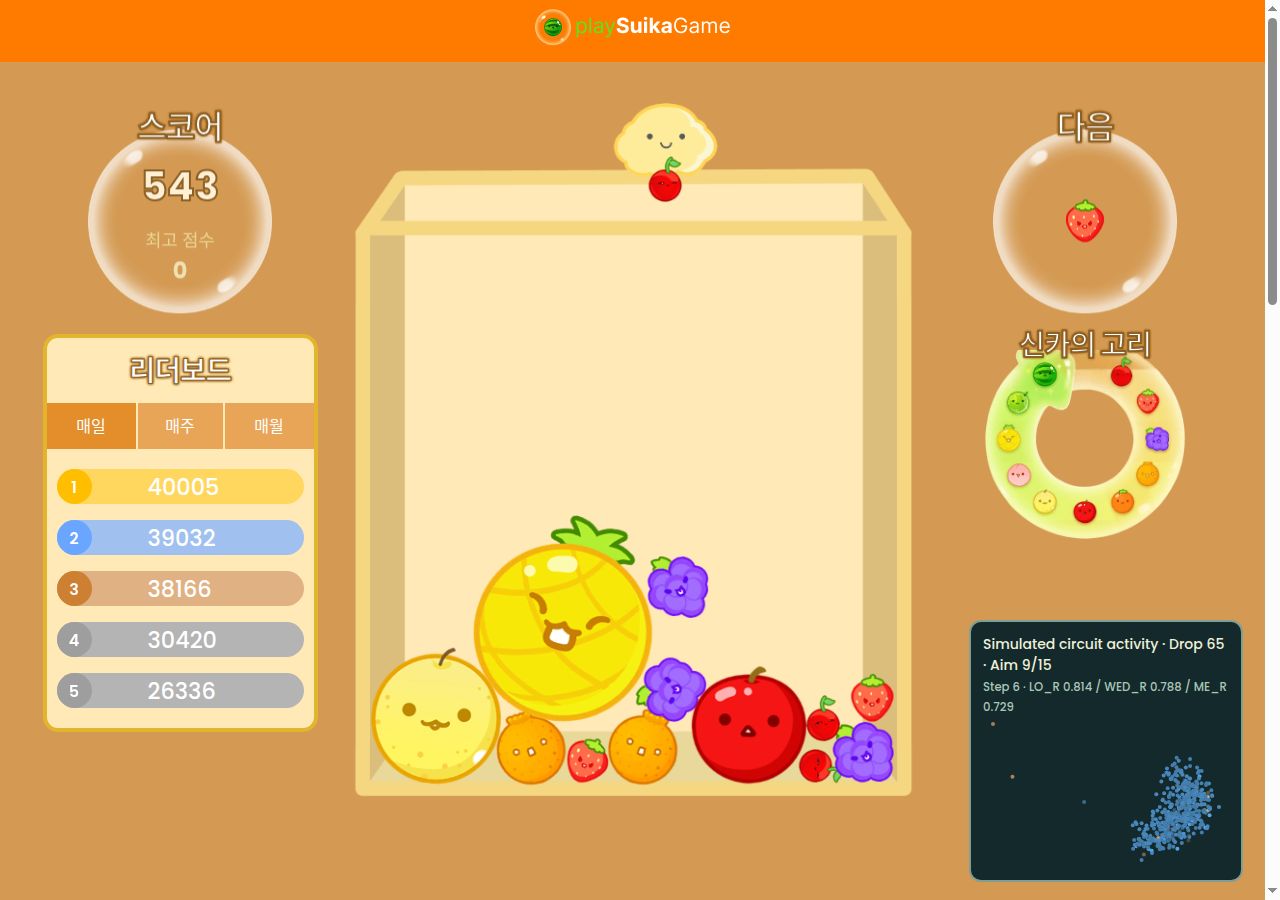 playSuikaGame
스코어
543
최고 점수
0
다음
신카의 고리
리더보드
매일 매주 매월
1 40005
2 39032
3 38166
4 30420
5 26336
Simulated circuit activity · Drop 65
· Aim 9/15
Step 6 · LO_R 0.814 / WED_R 0.788 / ME_R
0.729